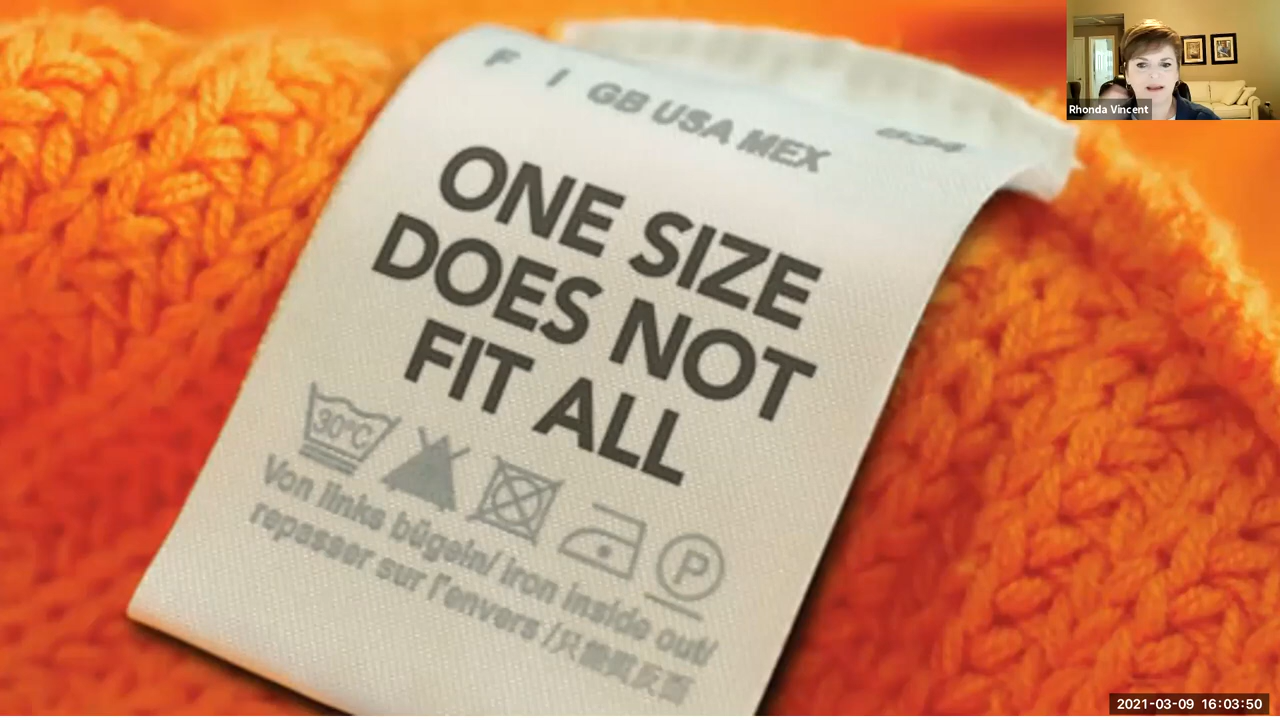 F I GB USA MEX
ONE SIZE
DOES NOT
FIT ALL
30°C
P
Von links bügeln/ iron inside out/
repasser sur l'envers /只
Rhonda Vincent
2021-03-09 16:03:50